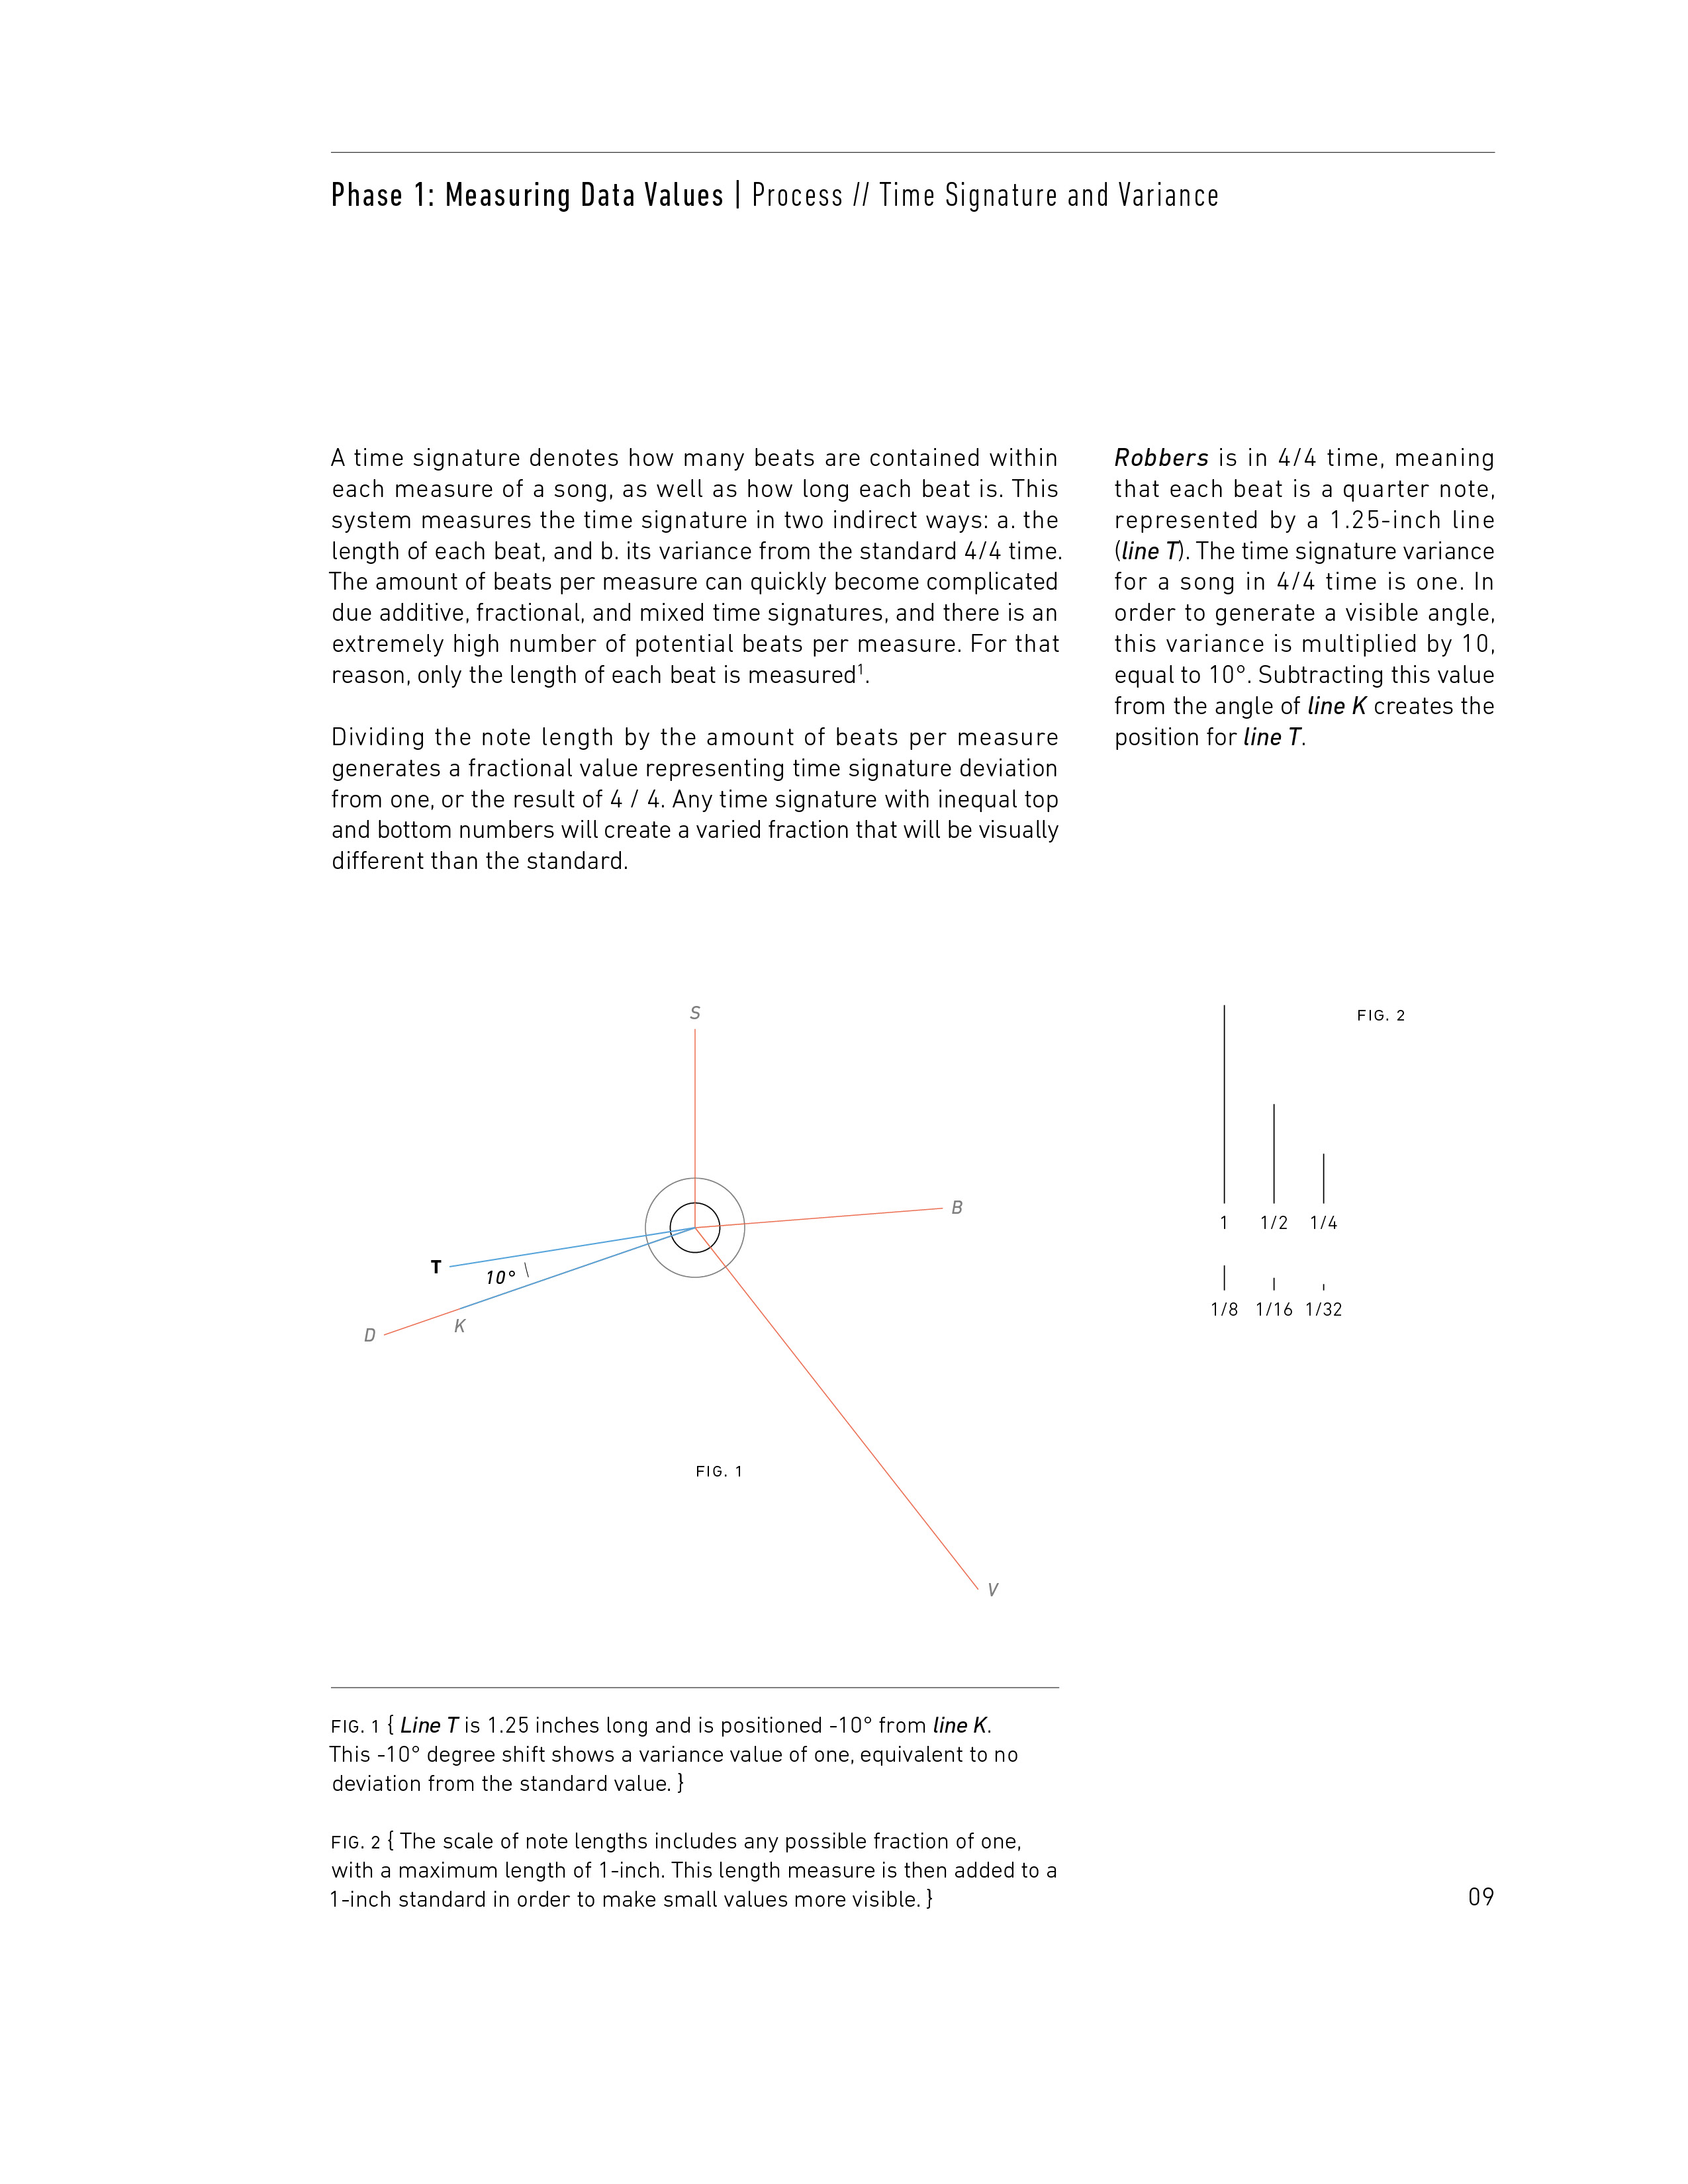 Phase 1: Measuring Data Values | Process // Time Signature and Variance
A time signature denotes how many beats are contained within
each measure of a song, as well as how long each beat is. This
system measures the time signature in two indirect ways: a. the
length of each beat, and b. its variance from the standard 4/4 time.
The amount of beats per measure can quickly become complicated
due additive, fractional, and mixed time signatures, and there is an
extremely high number of potential beats per measure. For that
reason, only the length of each beat is measured¹.
Dividing the note length by the amount of beats per measure
generates a fractional value representing time signature deviation
from one, or the result of 4 / 4. Any time signature with inequal top
and bottom numbers will create a varied fraction that will be visually
different than the standard.
Robbers is in 4/4 time, meaning
that each beat is a quarter note,
represented by a 1.25-inch line
(line T). The time signature variance
for a song in 4/4 time is one. In
order to generate a visible angle,
this variance is multiplied by 10,
equal to 10°. Subtracting this value
from the angle of line K creates the
position for line T.
S
B
T
10°
D
K
V
FIG. 1
FIG. 2
1 1/2 1/4
1/8 1/16 1/32
FIG. 1 { Line T is 1.25 inches long and is positioned -10° from line K.
This -10° degree shift shows a variance value of one, equivalent to no
deviation from the standard value. }
FIG. 2 { The scale of note lengths includes any possible fraction of one,
with a maximum length of 1-inch. This length measure is then added to a
1-inch standard in order to make small values more visible. }
09